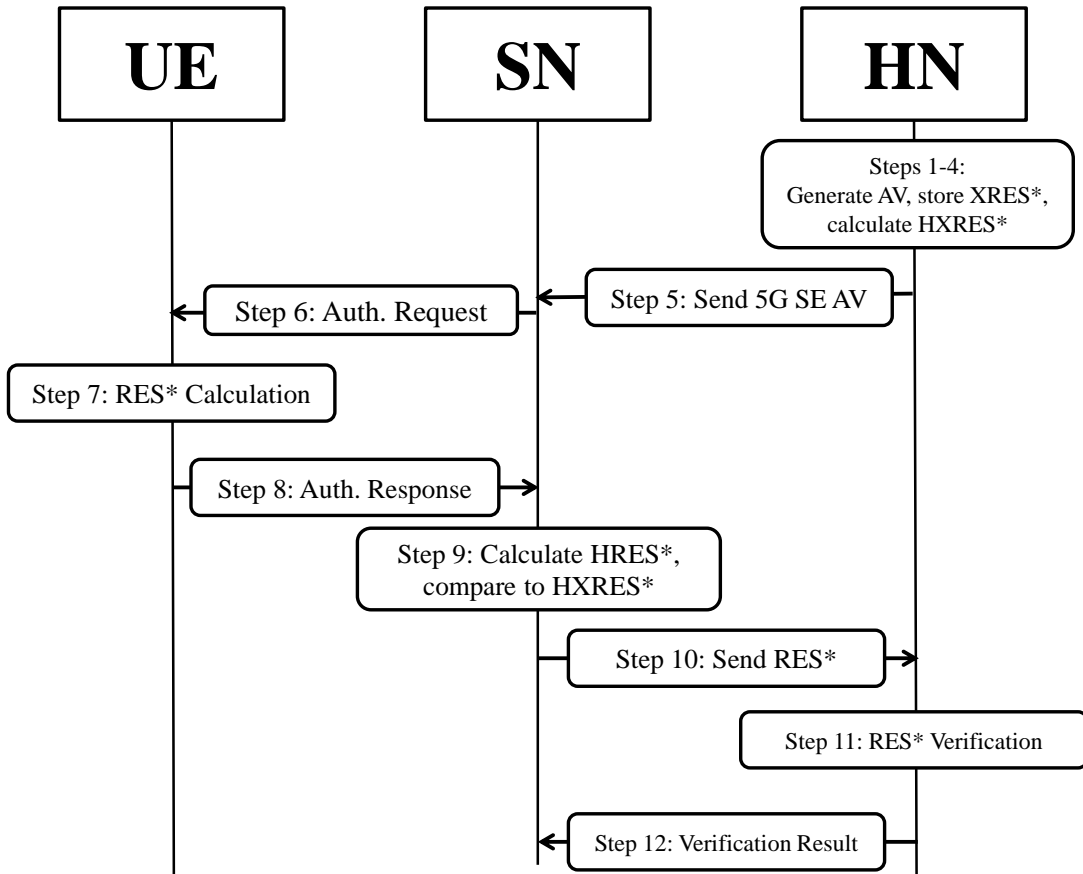 UE
SN
HN
Steps 1-4:
Generate AV, store XRES*,
calculate HXRES*
Step 5: Send 5G SE AV
Step 6: Auth. Request
Step 7: RES* Calculation
Step 8: Auth. Response
Step 9: Calculate HRES*,
compare to HXRES*
Step 10: Send RES*
Step 11: RES* Verification
Step 12: Verification Result